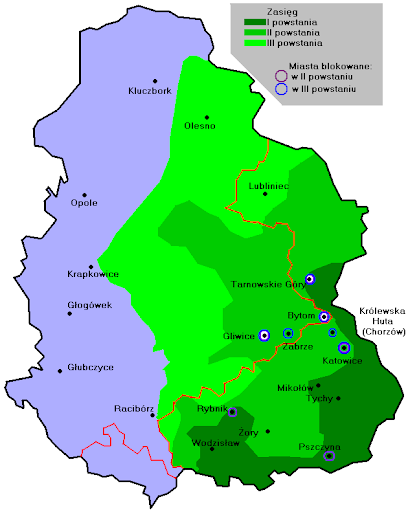 Zasięg
I powstania
II powstania
III powstania
Miasta blokowane:
w II powstaniu
w III powstaniu
Kluczbork
Olesno
Lubliniec
Opole
Krapkowice
Tarnowskie Góry
Głogówek
Bytom
Królewska
Huta
(Chorzów)
Gliwice
Zabrze
Katowice
Głubczyce
Mikołów
Tychy
Racibórz
Rybnik
Żory
Wodzisław
Pszczyna